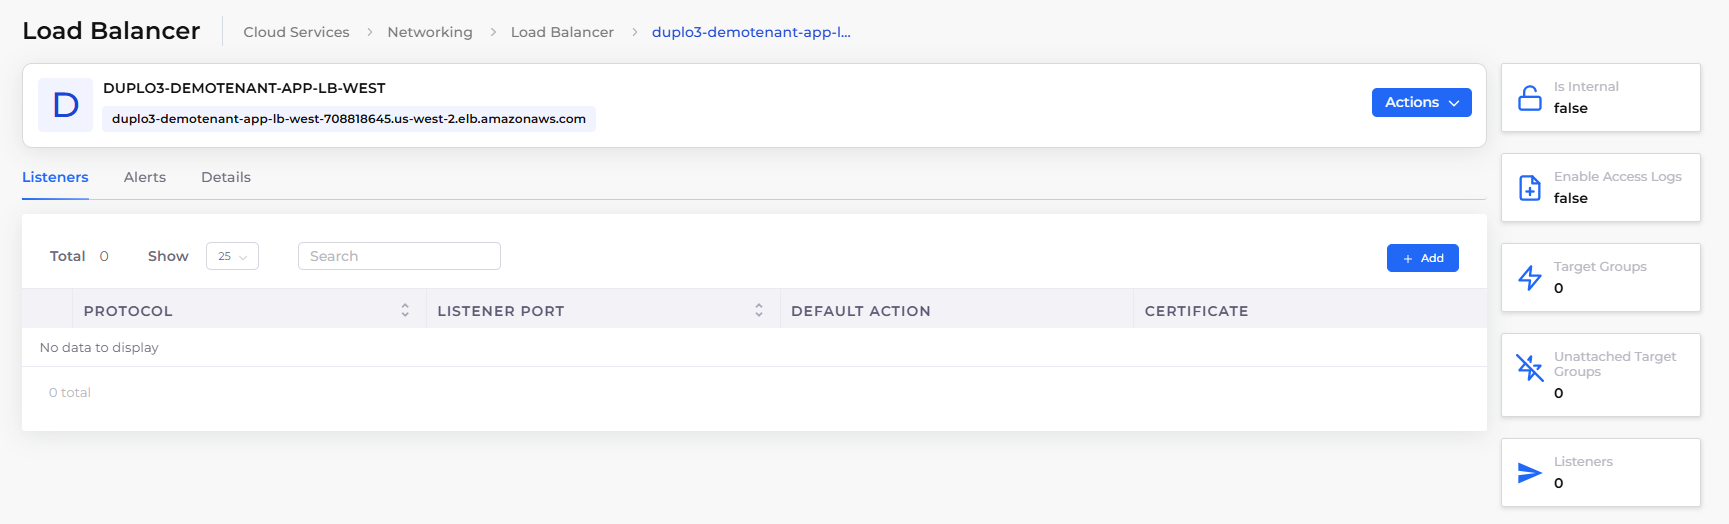 Load Balancer
Cloud Services > Networking > Load Balancer > duplo3-demotenant-app-l...
D
DUPLO3-DEMOTENANT-APP-LB-WEST
duplo3-demotenant-app-lb-west-708818645.us-west-2.elb.amazonaws.com
Actions
Listeners Alerts Details
Total 0 Show 25 Search
+ Add
PROTOCOL LISTENER PORT DEFAULT ACTION CERTIFICATE
No data to display
0 total
Is Internal
false
Enable Access Logs
false
Target Groups
0
Unattached Target
Groups
0
Listeners
0